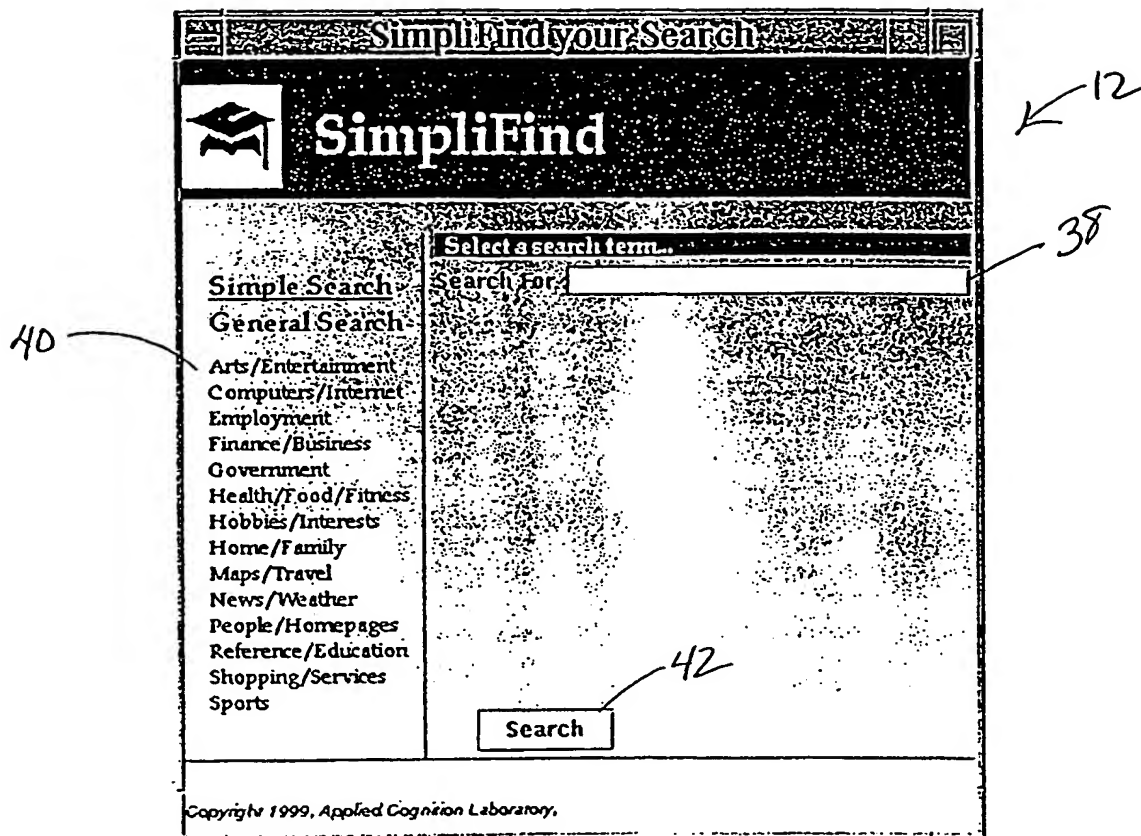 SimpliFind your Search
12
SimpliFind
38
Select a search term...
Search For:
Simple Search
General Search
40
Arts/Entertainment
Computers/Internet
Employment
Finance/Business
Government
Health/Food/Fitness
Hobbies/Interests
Home/Family
Maps/Travel
News/Weather
People/Homepages
Reference/Education
Shopping/Services
Sports
42
Search
Copyright 1999, Applied Cognition Laboratory,